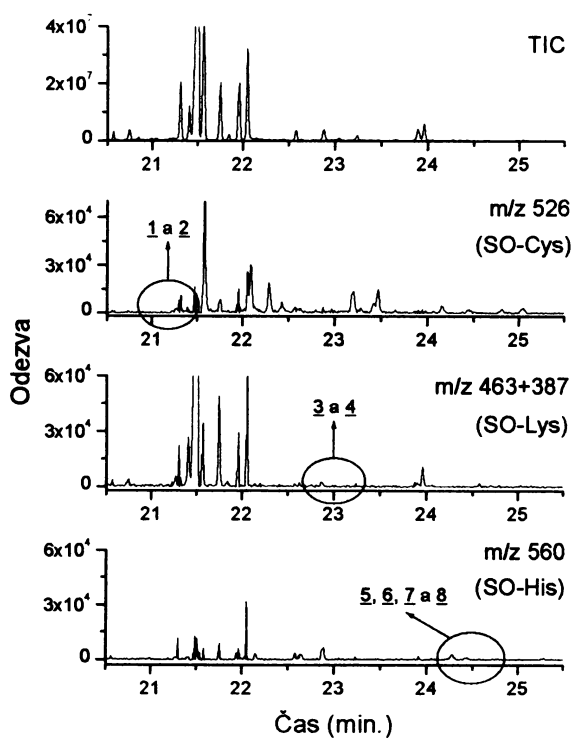 4x10⁷
2x10⁷
0
TIC
21 22 23 24 25
6x10⁴
3x10⁴
0
1 a 2
m/z 526
(SO-Cys)
21 22 23 24 25
Odezva
6x10⁴
3x10⁴
0
3 a 4
m/z 463+387
(SO-Lys)
21 22 23 24 25
6x10⁴
3x10⁴
0
5, 6, 7 a 8
m/z 560
(SO-His)
21 22 23 24 25
Čas (min.)